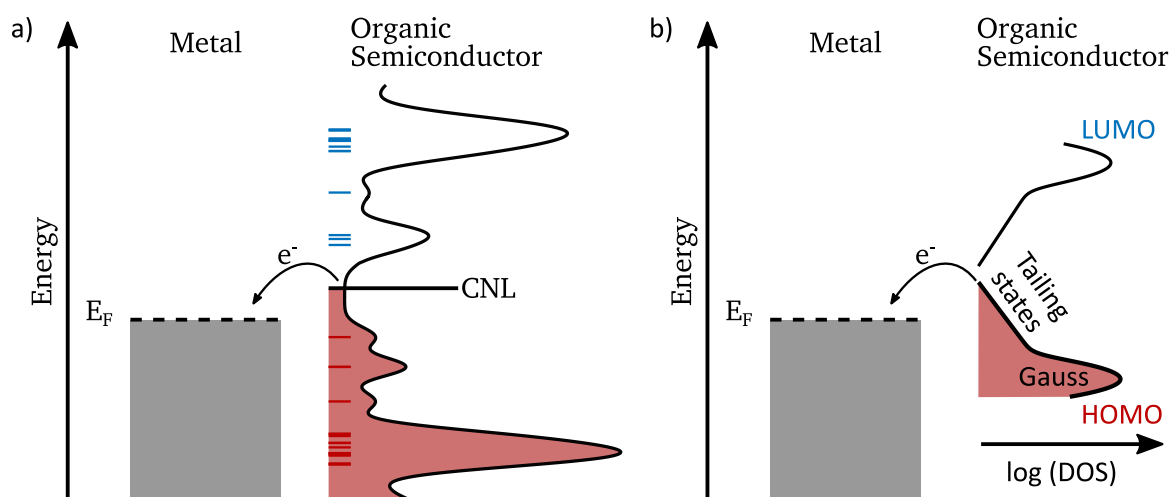 a)
Metal
Organic
Semiconductor
Energy
e-
CNL
EF
b)
Metal
Organic
Semiconductor
LUMO
Energy
e-
Tailing
states
EF
Gauss
HOMO
log (DOS)